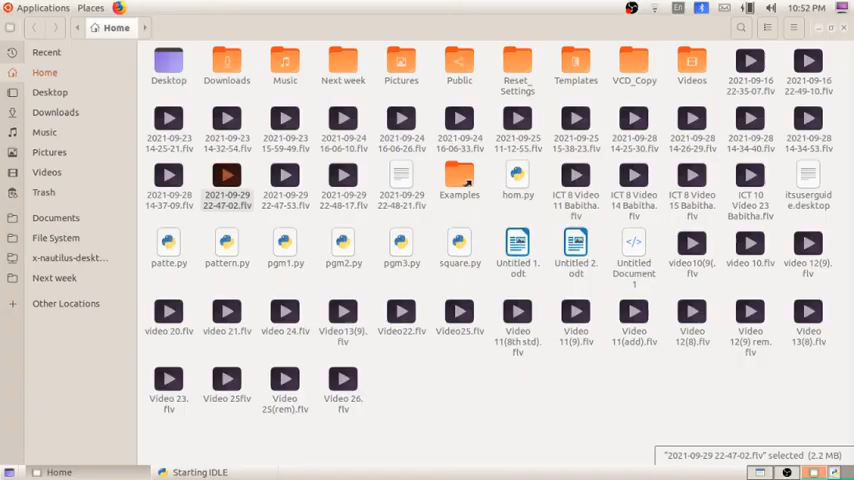 Applications Places En 10:52 PM
Home
Recent
Home
Desktop
Downloads
Music
Pictures
Videos
Trash
Documents
File System
x-nautilus-deskt...
Next week
Other Locations
Desktop Downloads Music Next week Pictures Public Reset_ Templates VCD_Copy Videos 2021-09-16 2021-09-16
Settings 22-35-07.flv 22-49-10.flv
2021-09-23 2021-09-23 2021-09-23 2021-09-24 2021-09-24 2021-09-24 2021-09-25 2021-09-25 2021-09-28 2021-09-28 2021-09-28 2021-09-28
14-25-21.flv 14-32-54.flv 15-59-49.flv 16-06-10.flv 16-06-26.flv 16-06-33.flv 11-12-55.flv 15-38-23.flv 14-25-30.flv 14-26-29.flv 14-34-40.flv 14-34-53.flv
2021-09-28 2021-09-29 2021-09-29 2021-09-29 2021-09-29 Examples hom.py ICT 8 Video ICT 8 Video ICT 8 Video ICT 10 itsuserguid
14-37-09.flv 22-47-02.flv 22-47-53.flv 22-48-17.flv 22-48-21.flv 11 Babitha. 14 Babitha. 15 Babitha. Video 23 e.desktop
flv flv flv Babitha.flv
patte.py pattern.py pgm1.py pgm2.py pgm3.py square.py Untitled 1. Untitled 2. Untitled video10(9(. video 10.flv video 12(9).
odt odt Document flv flv
1
video 20.flv video 21.flv video 24.flv Video13(9). Video22.flv Video25.flv Video Video Video Video Video Video
flv 11(8th std). 11(9).flv 11(add).flv 12(8).flv 12(9) rem. 13(8).flv
flv flv
Video 23. Video 25flv Video Video 26.
flv 25(rem).flv flv
"2021-09-29 22-47-02.flv" selected (2.2 MB)
Home Starting IDLE